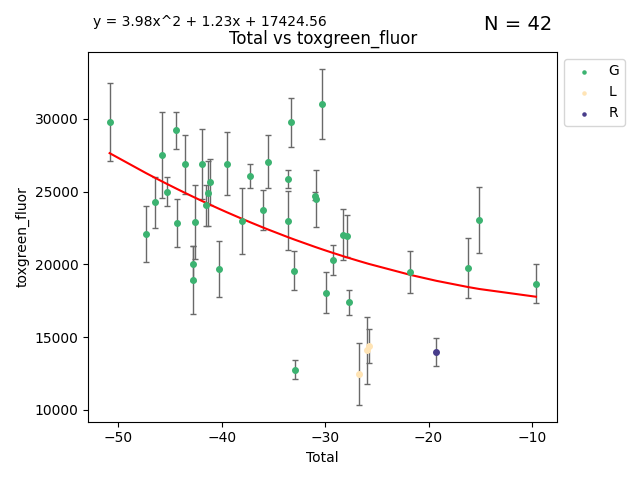 y = 3.98x^2 + 1.23x + 17424.56
N = 42
Total vs toxgreen_fluor
G
L
R
30000
25000
20000
15000
10000
toxgreen_fluor
−50
−40
−30
−20
−10
Total